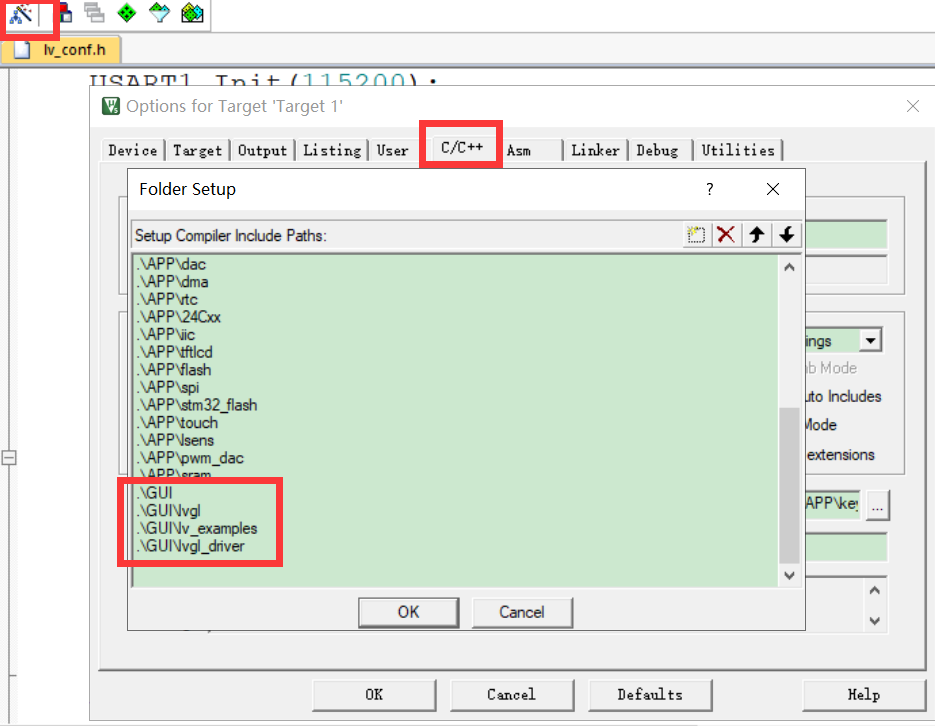 lv_conf.h
USART1_Init(115200);
Options for Target 'Target 1'
Device Target Output Listing User C/C++ Asm Linker Debug Utilities
Folder Setup
?
Setup Compiler Include Paths:
.\APP\dac
.\APP\dma
.\APP\rtc
.\APP\24Cxx
.\APP\iic
.\APP\tftlcd
.\APP\flash
.\APP\spi
.\APP\stm32_flash
.\APP\touch
.\APP\lsens
.\APP\pwm_dac
.\APP\sram
.\GUI
.\GUI\lvgl
.\GUI\lv_examples
.\GUI\lvgl_driver
ings
b Mode
uto Includes
Mode
extensions
APP\key
...
OK Cancel
OK Cancel Defaults Help